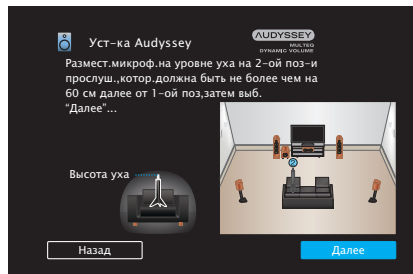 Уст-ка Audyssey
AUDYSSEY
MULTEQ
DYNAMIC VOLUME
Размест.микроф.на уровне уха на 2-ой поз-и
прослуш.,котор.должна быть не более чем на
60 см далее от 1-ой поз,затем выб.
“Далее”...
Высота уха
Назад
Далее